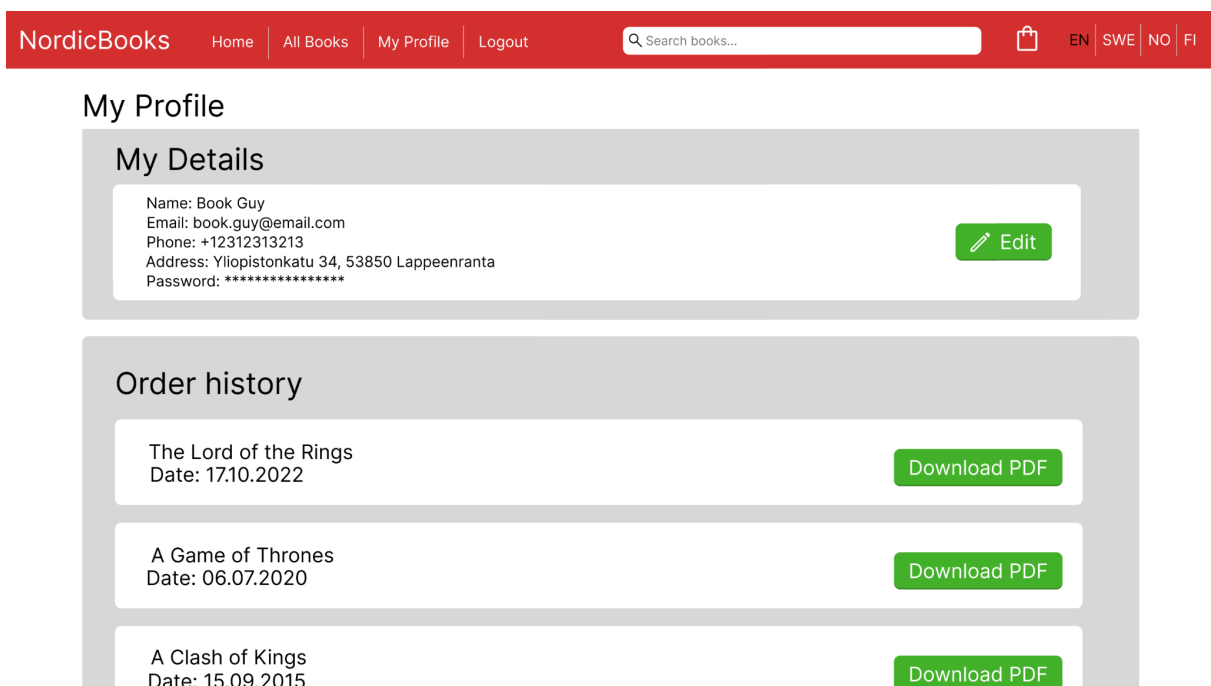 NordicBooks Home All Books My Profile Logout Search books... EN SWE NO FI
My Profile
My Details
Name: Book Guy
Email: book.guy@email.com
Phone: +12312313213
Address: Yliopistonkatu 34, 53850 Lappeenranta
Password: ****************
Edit
Order history
The Lord of the Rings
Date: 17.10.2022
Download PDF
A Game of Thrones
Date: 06.07.2020
Download PDF
A Clash of Kings
Date: 15.09.2015
Download PDF